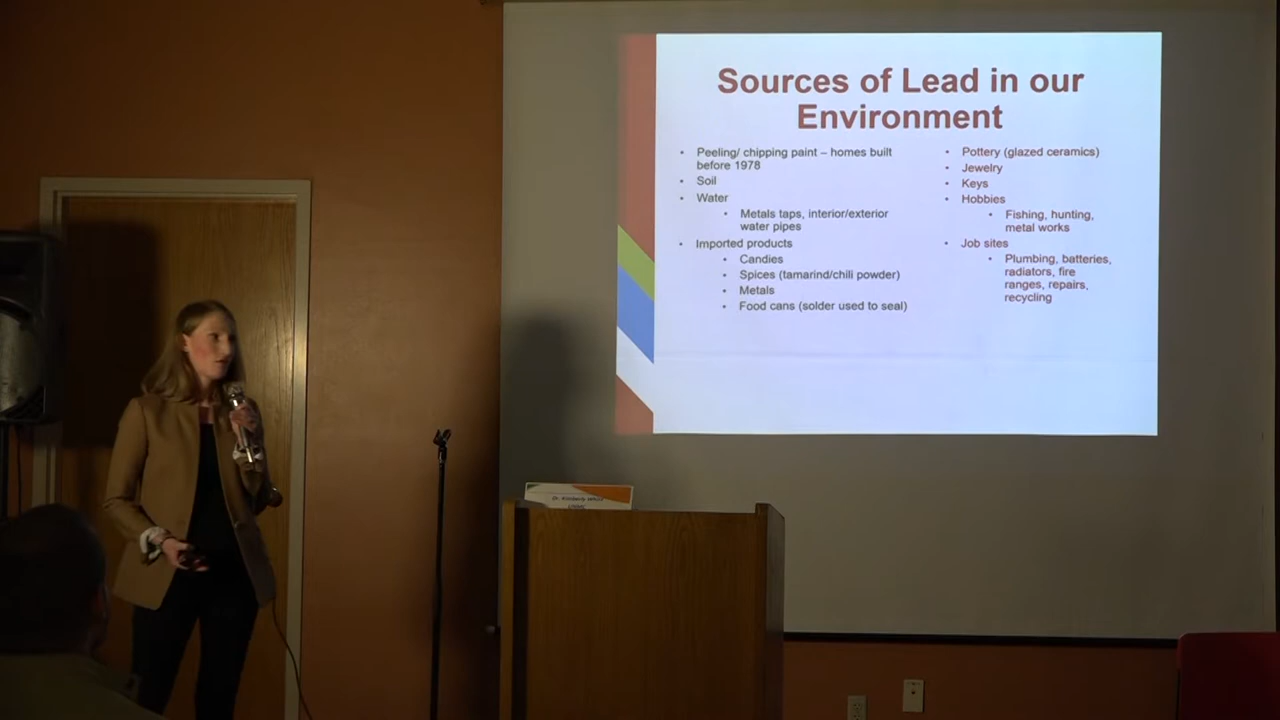 Sources of Lead in our
Environment
• Peeling/ chipping paint – homes built
before 1978
• Soil
• Water
• Metals taps, interior/exterior
water pipes
• Imported products
• Candies
• Spices (tamarind/chili powder)
• Metals
• Food cans (solder used to seal)
• Pottery (glazed ceramics)
• Jewelry
• Keys
• Hobbies
• Fishing, hunting,
metal works
• Job sites
• Plumbing, batteries,
radiators, fire
ranges, repairs,
recycling
Dr. Kimberly